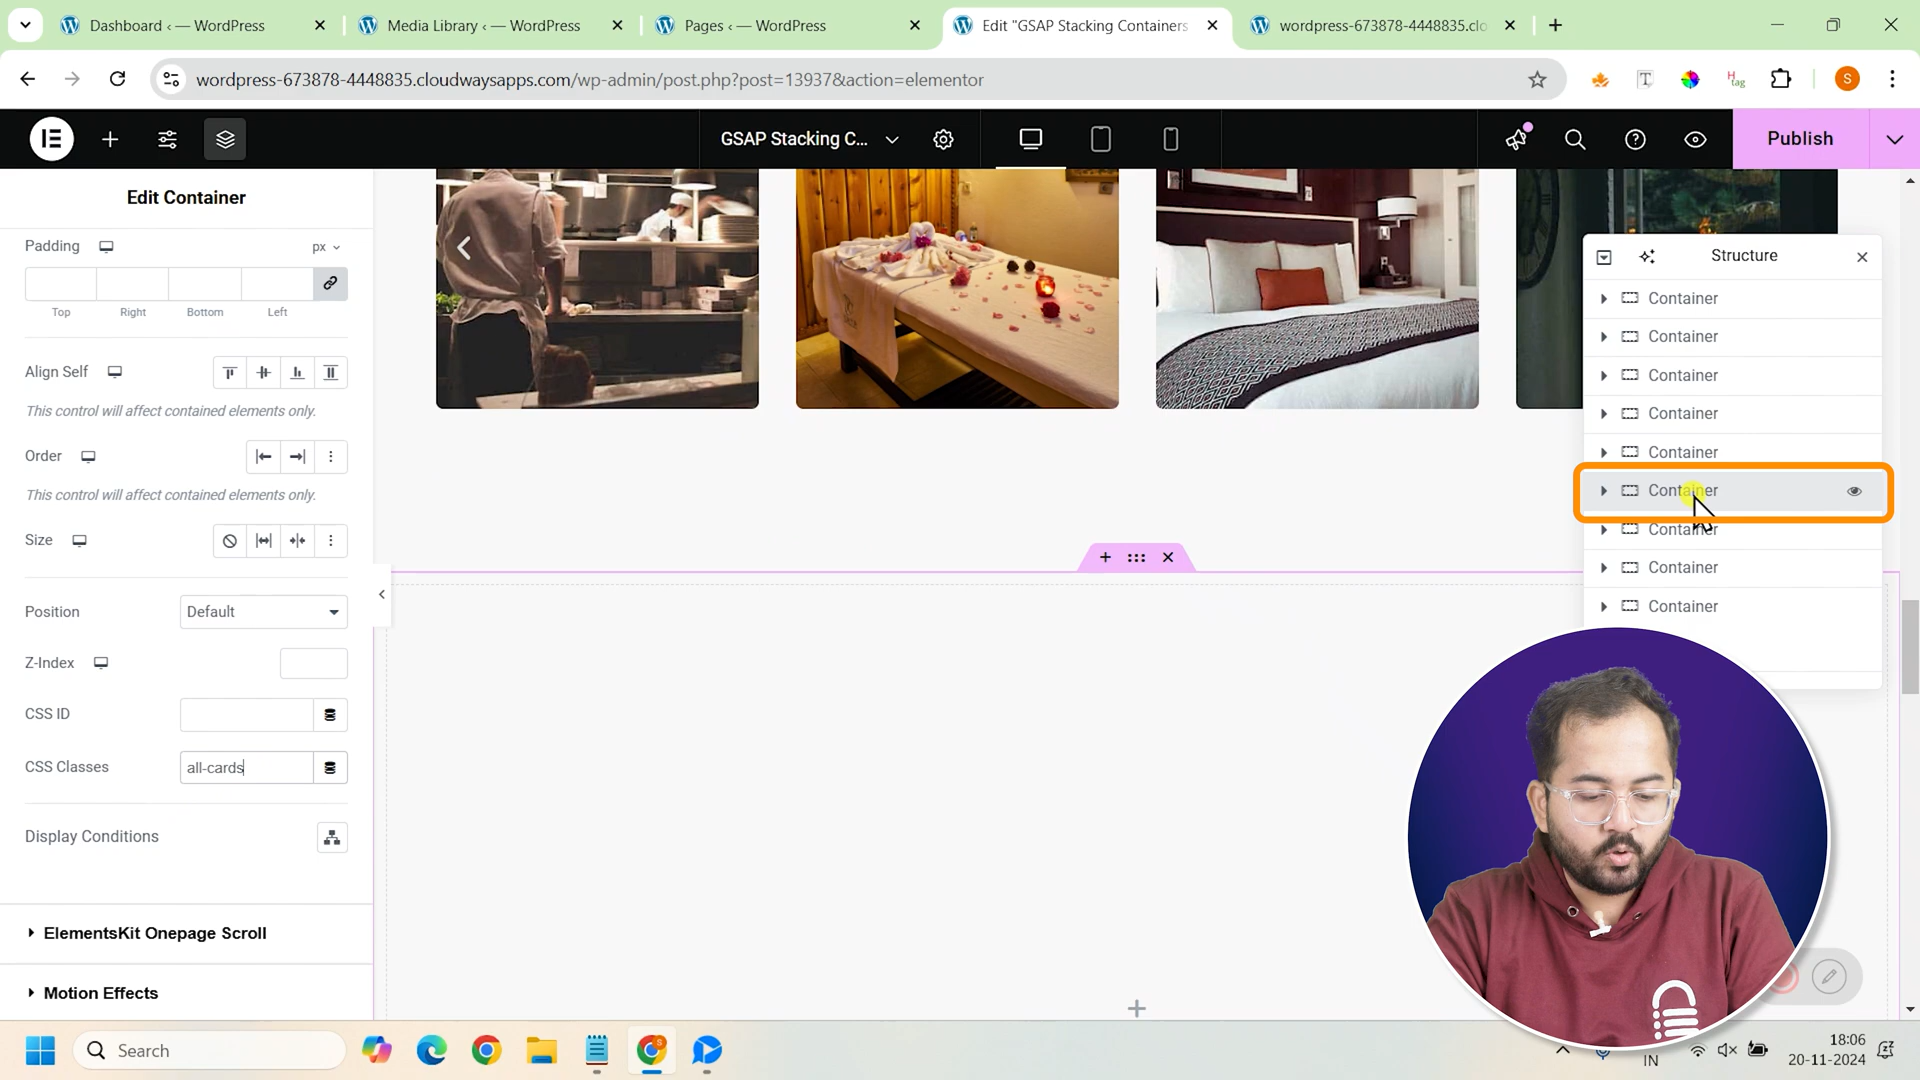 Dashboard ‹ — WordPress
Media Library ‹ — WordPress
Pages ‹ — WordPress
Edit "GSAP Stacking Containers
wordpress-673878-4448835.clo
wordpress-673878-4448835.cloudwaysapps.com/wp-admin/post.php?post=13937&action=elementor
T
H
tag
S
GSAP Stacking C...
Publish
Edit Container
Padding
px
Top
Right
Bottom
Left
Align Self
This control will affect contained elements only.
Order
This control will affect contained elements only.
Size
Position
Default
Z-Index
CSS ID
CSS Classes
all-cards
Display Conditions
ElementsKit Onepage Scroll
Motion Effects
Structure
Container
Container
Container
Container
Container
Container
Container
Container
Container
Search
IN
18:06
20-11-2024